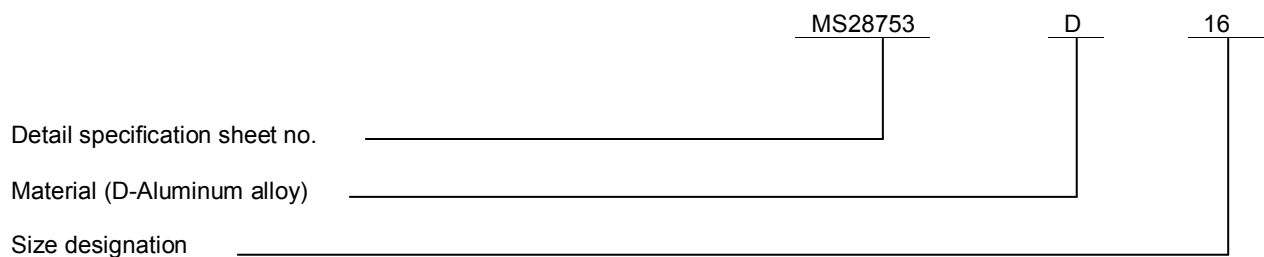 MS28753 D 16
Detail specification sheet no.
Material (D-Aluminum alloy)
Size designation